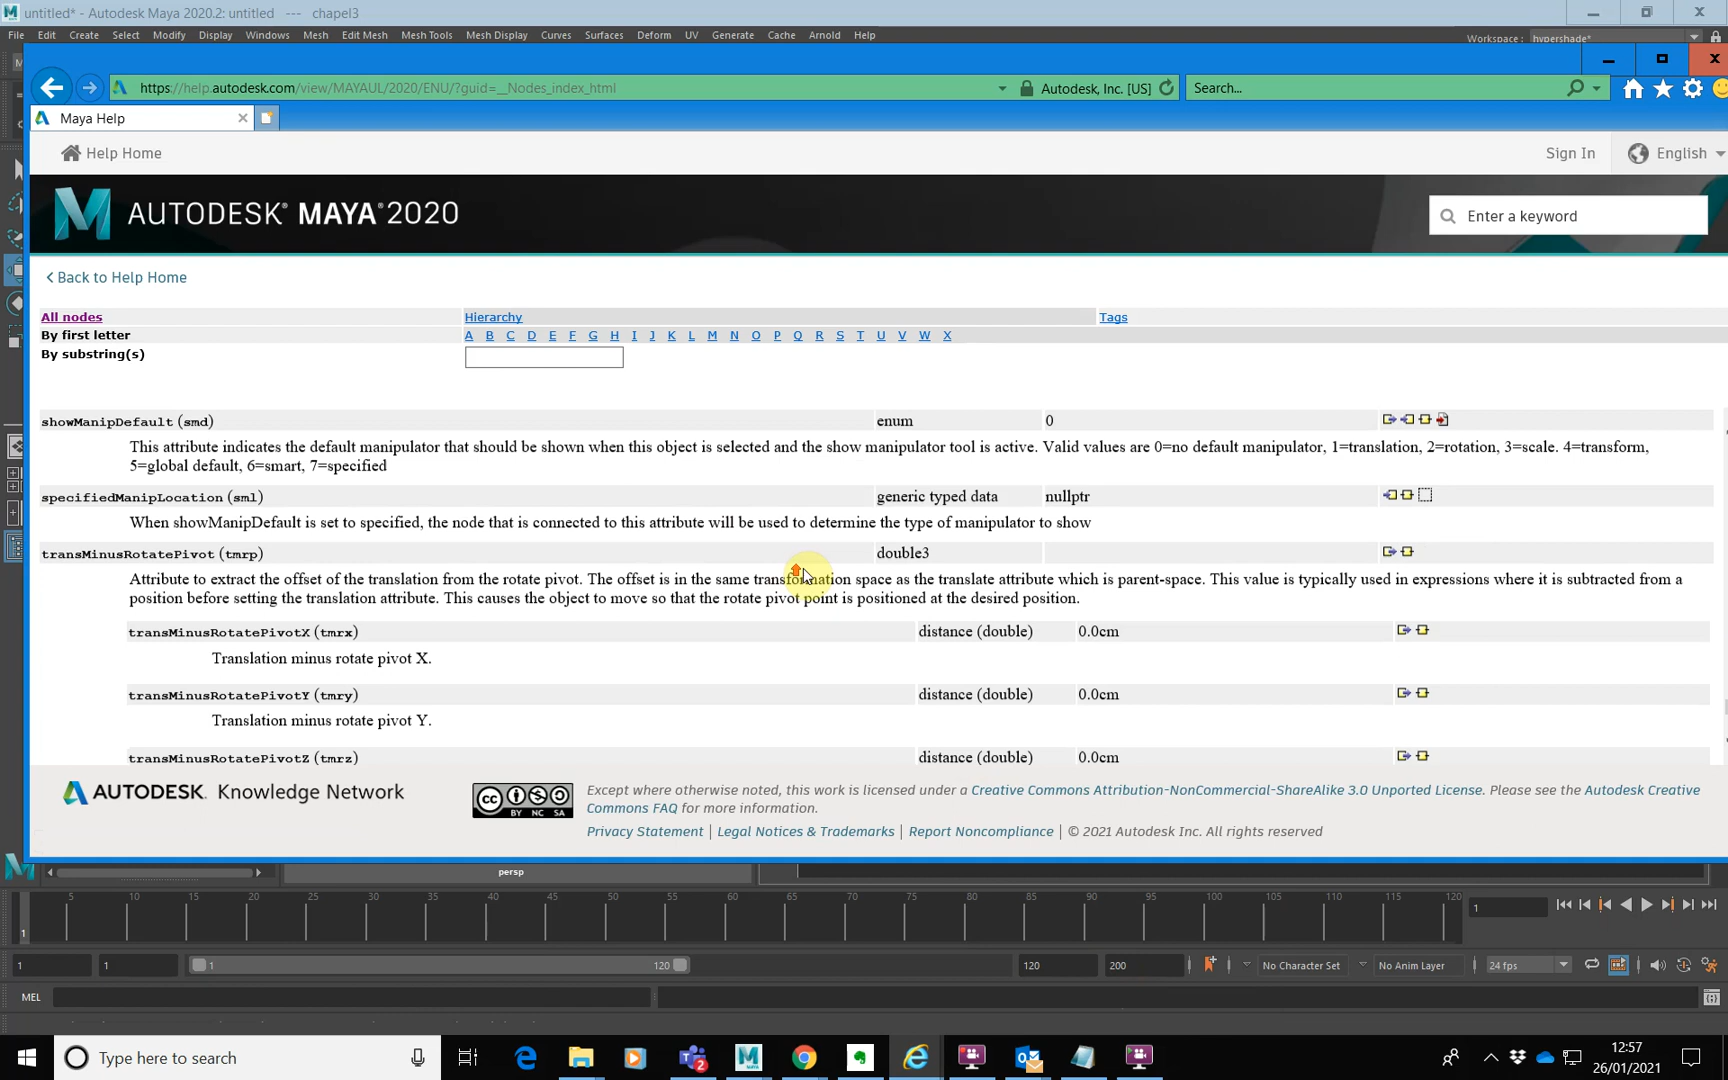 untitled* - Autodesk Maya 2020.2: untitled --- chapel3
File Edit Create Select Modify Display Windows Mesh Edit Mesh Mesh Tools Mesh Display Curves Surfaces Deform UV Generate Cache Arnold Help
Workspace : hypershade*
https://help.autodesk.com/view/MAYAUL/2020/ENU/?guid=__Nodes_index_html
Autodesk, Inc. [US]
Search...
Maya Help
Help Home
Sign In
English
AUTODESK® MAYA® 2020
Enter a keyword
Back to Help Home
All nodes Hierarchy Tags
By first letter A B C D E F G H I J K L M N O P Q R S T U V W X
By substring(s)
showManipDefault (smd) enum 0
This attribute indicates the default manipulator that should be shown when this object is selected and the show manipulator tool is active. Valid values are 0=no default manipulator, 1=translation, 2=rotation, 3=scale. 4=transform,
5=global default, 6=smart, 7=specified
specifiedManipLocation (sml) generic typed data nullptr
When showManipDefault is set to specified, the node that is connected to this attribute will be used to determine the type of manipulator to show
transMinusRotatePivot (tmrp) double3
Attribute to extract the offset of the translation from the rotate pivot. The offset is in the same transformation space as the translate attribute which is parent-space. This value is typically used in expressions where it is subtracted from a
position before setting the translation attribute. This causes the object to move so that the rotate pivot point is positioned at the desired position.
transMinusRotatePivotX (tmrx) distance (double) 0.0cm
Translation minus rotate pivot X.
transMinusRotatePivotY (tmry) distance (double) 0.0cm
Translation minus rotate pivot Y.
transMinusRotatePivotZ (tmrz) distance (double) 0.0cm
AUTODESK. Knowledge Network
cc BY NC SA
Except where otherwise noted, this work is licensed under a Creative Commons Attribution-NonCommercial-ShareAlike 3.0 Unported License. Please see the Autodesk Creative
Commons FAQ for more information.
Privacy Statement | Legal Notices & Trademarks | Report Noncompliance | © 2021 Autodesk Inc. All rights reserved
persp
5 10 15 20 25 30 35 40 45 50 55 60 65 70 75 80 85 90 95 100 105 110 115 120
1
1
1 1 1 120 120 200 No Character Set No Anim Layer 24 fps
MEL
Type here to search
2
12:57
26/01/2021